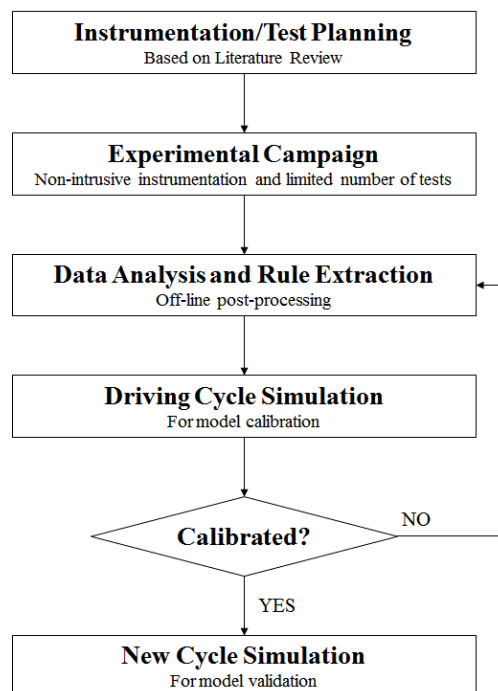 Instrumentation/Test Planning
Based on Literature Review
Experimental Campaign
Non-intrusive instrumentation and limited number of tests
Data Analysis and Rule Extraction
Off-line post-processing
Driving Cycle Simulation
For model calibration
Calibrated?
NO
YES
New Cycle Simulation
For model validation